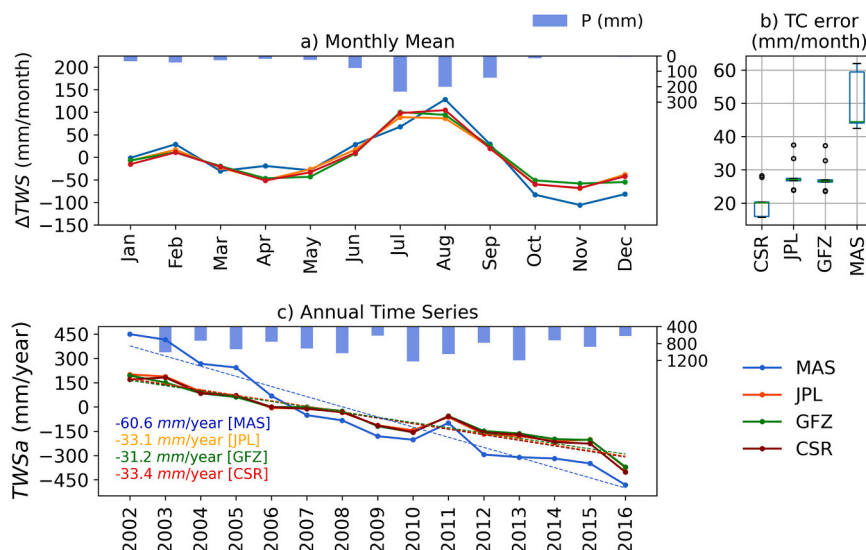 P (mm)
a) Monthly Mean
b) TC error
(mm/month)
ΔTWS (mm/month)
200
150
100
50
0
−50
−100
−150
0
100
200
300
Jan
Feb
Mar
Apr
May
Jun
Jul
Aug
Sep
Oct
Nov
Dec
60
50
40
30
20
CSR
JPL
GFZ
MAS
c) Annual Time Series
TWSa (mm/year)
450
300
150
0
−150
−300
−450
400
800
1200
-60.6 mm/year [MAS]
-33.1 mm/year [JPL]
-31.2 mm/year [GFZ]
-33.4 mm/year [CSR]
2002
2003
2004
2005
2006
2007
2008
2009
2010
2011
2012
2013
2014
2015
2016
MAS
JPL
GFZ
CSR